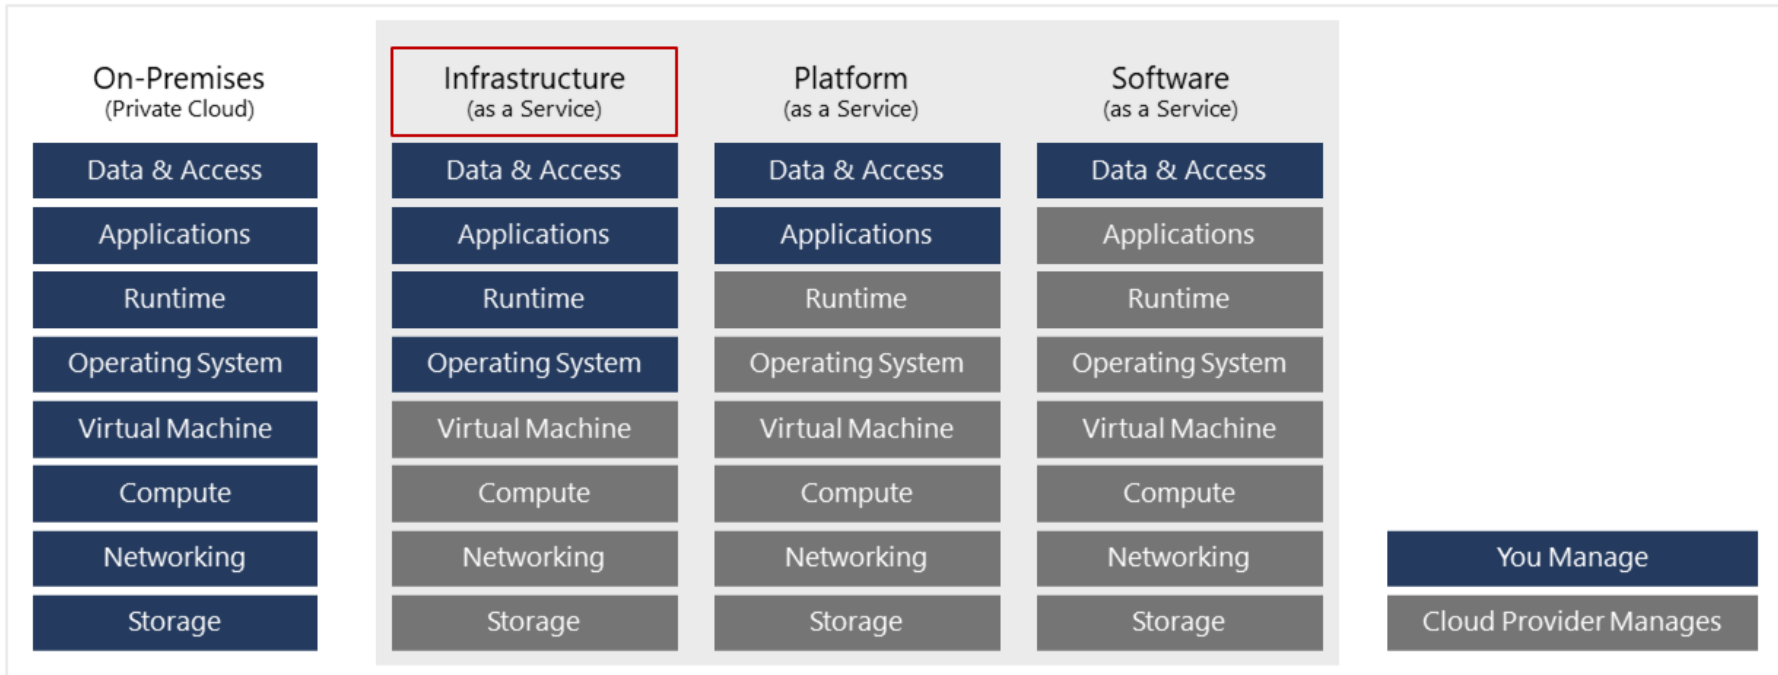 On-Premises
(Private Cloud)
Data & Access
Applications
Runtime
Operating System
Virtual Machine
Compute
Networking
Storage
Infrastructure
(as a Service)
Data & Access
Applications
Runtime
Operating System
Virtual Machine
Compute
Networking
Storage
Platform
(as a Service)
Data & Access
Applications
Runtime
Operating System
Virtual Machine
Compute
Networking
Storage
Software
(as a Service)
Data & Access
Applications
Runtime
Operating System
Virtual Machine
Compute
Networking
Storage
You Manage
Cloud Provider Manages